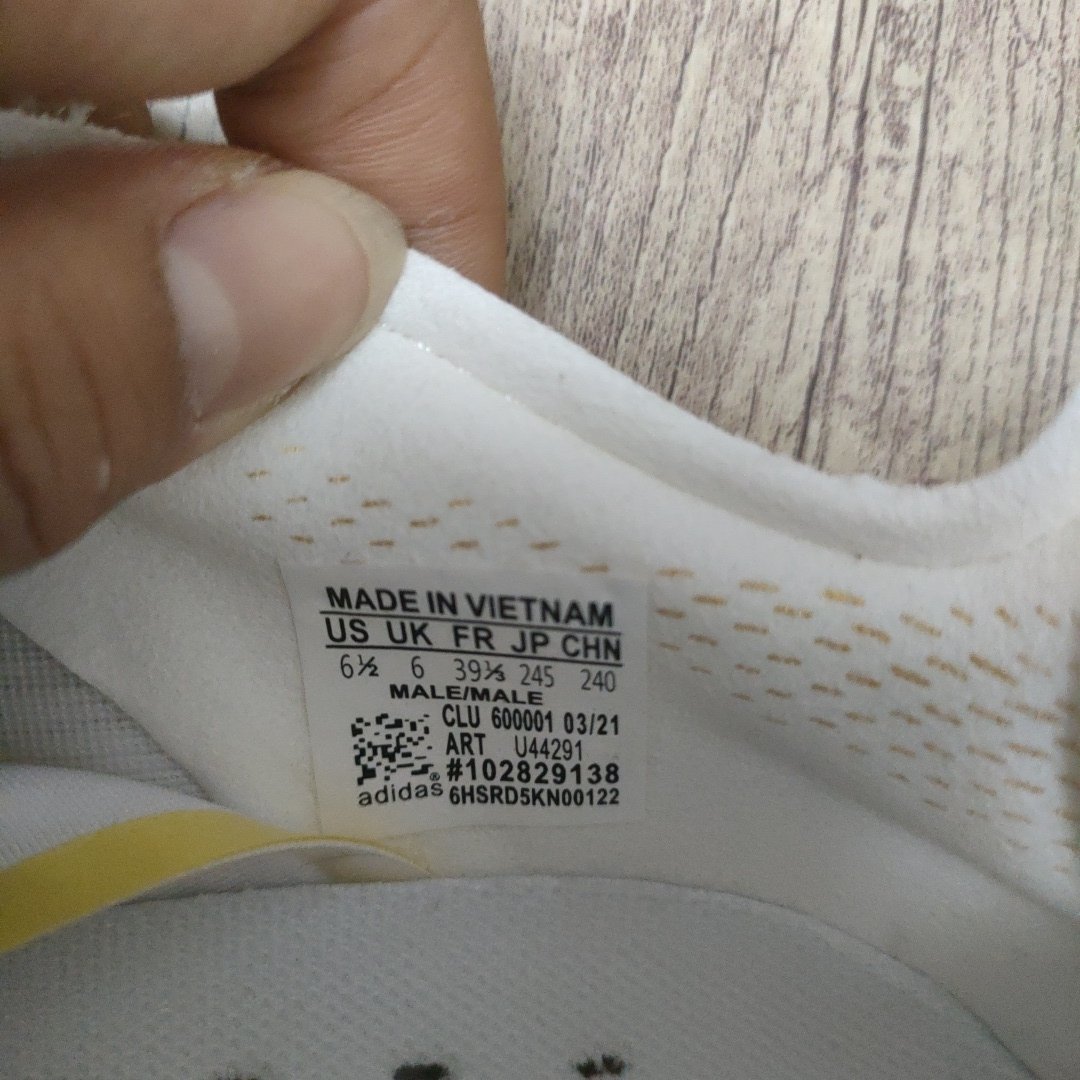 MADE IN VIETNAM
US UK FR JP CHN
6½ 6 39⅓ 245 240
MALE/MALE
CLU 600001 03/21
ART U44291
#102829138
adidas® 6HSRD5KN00122